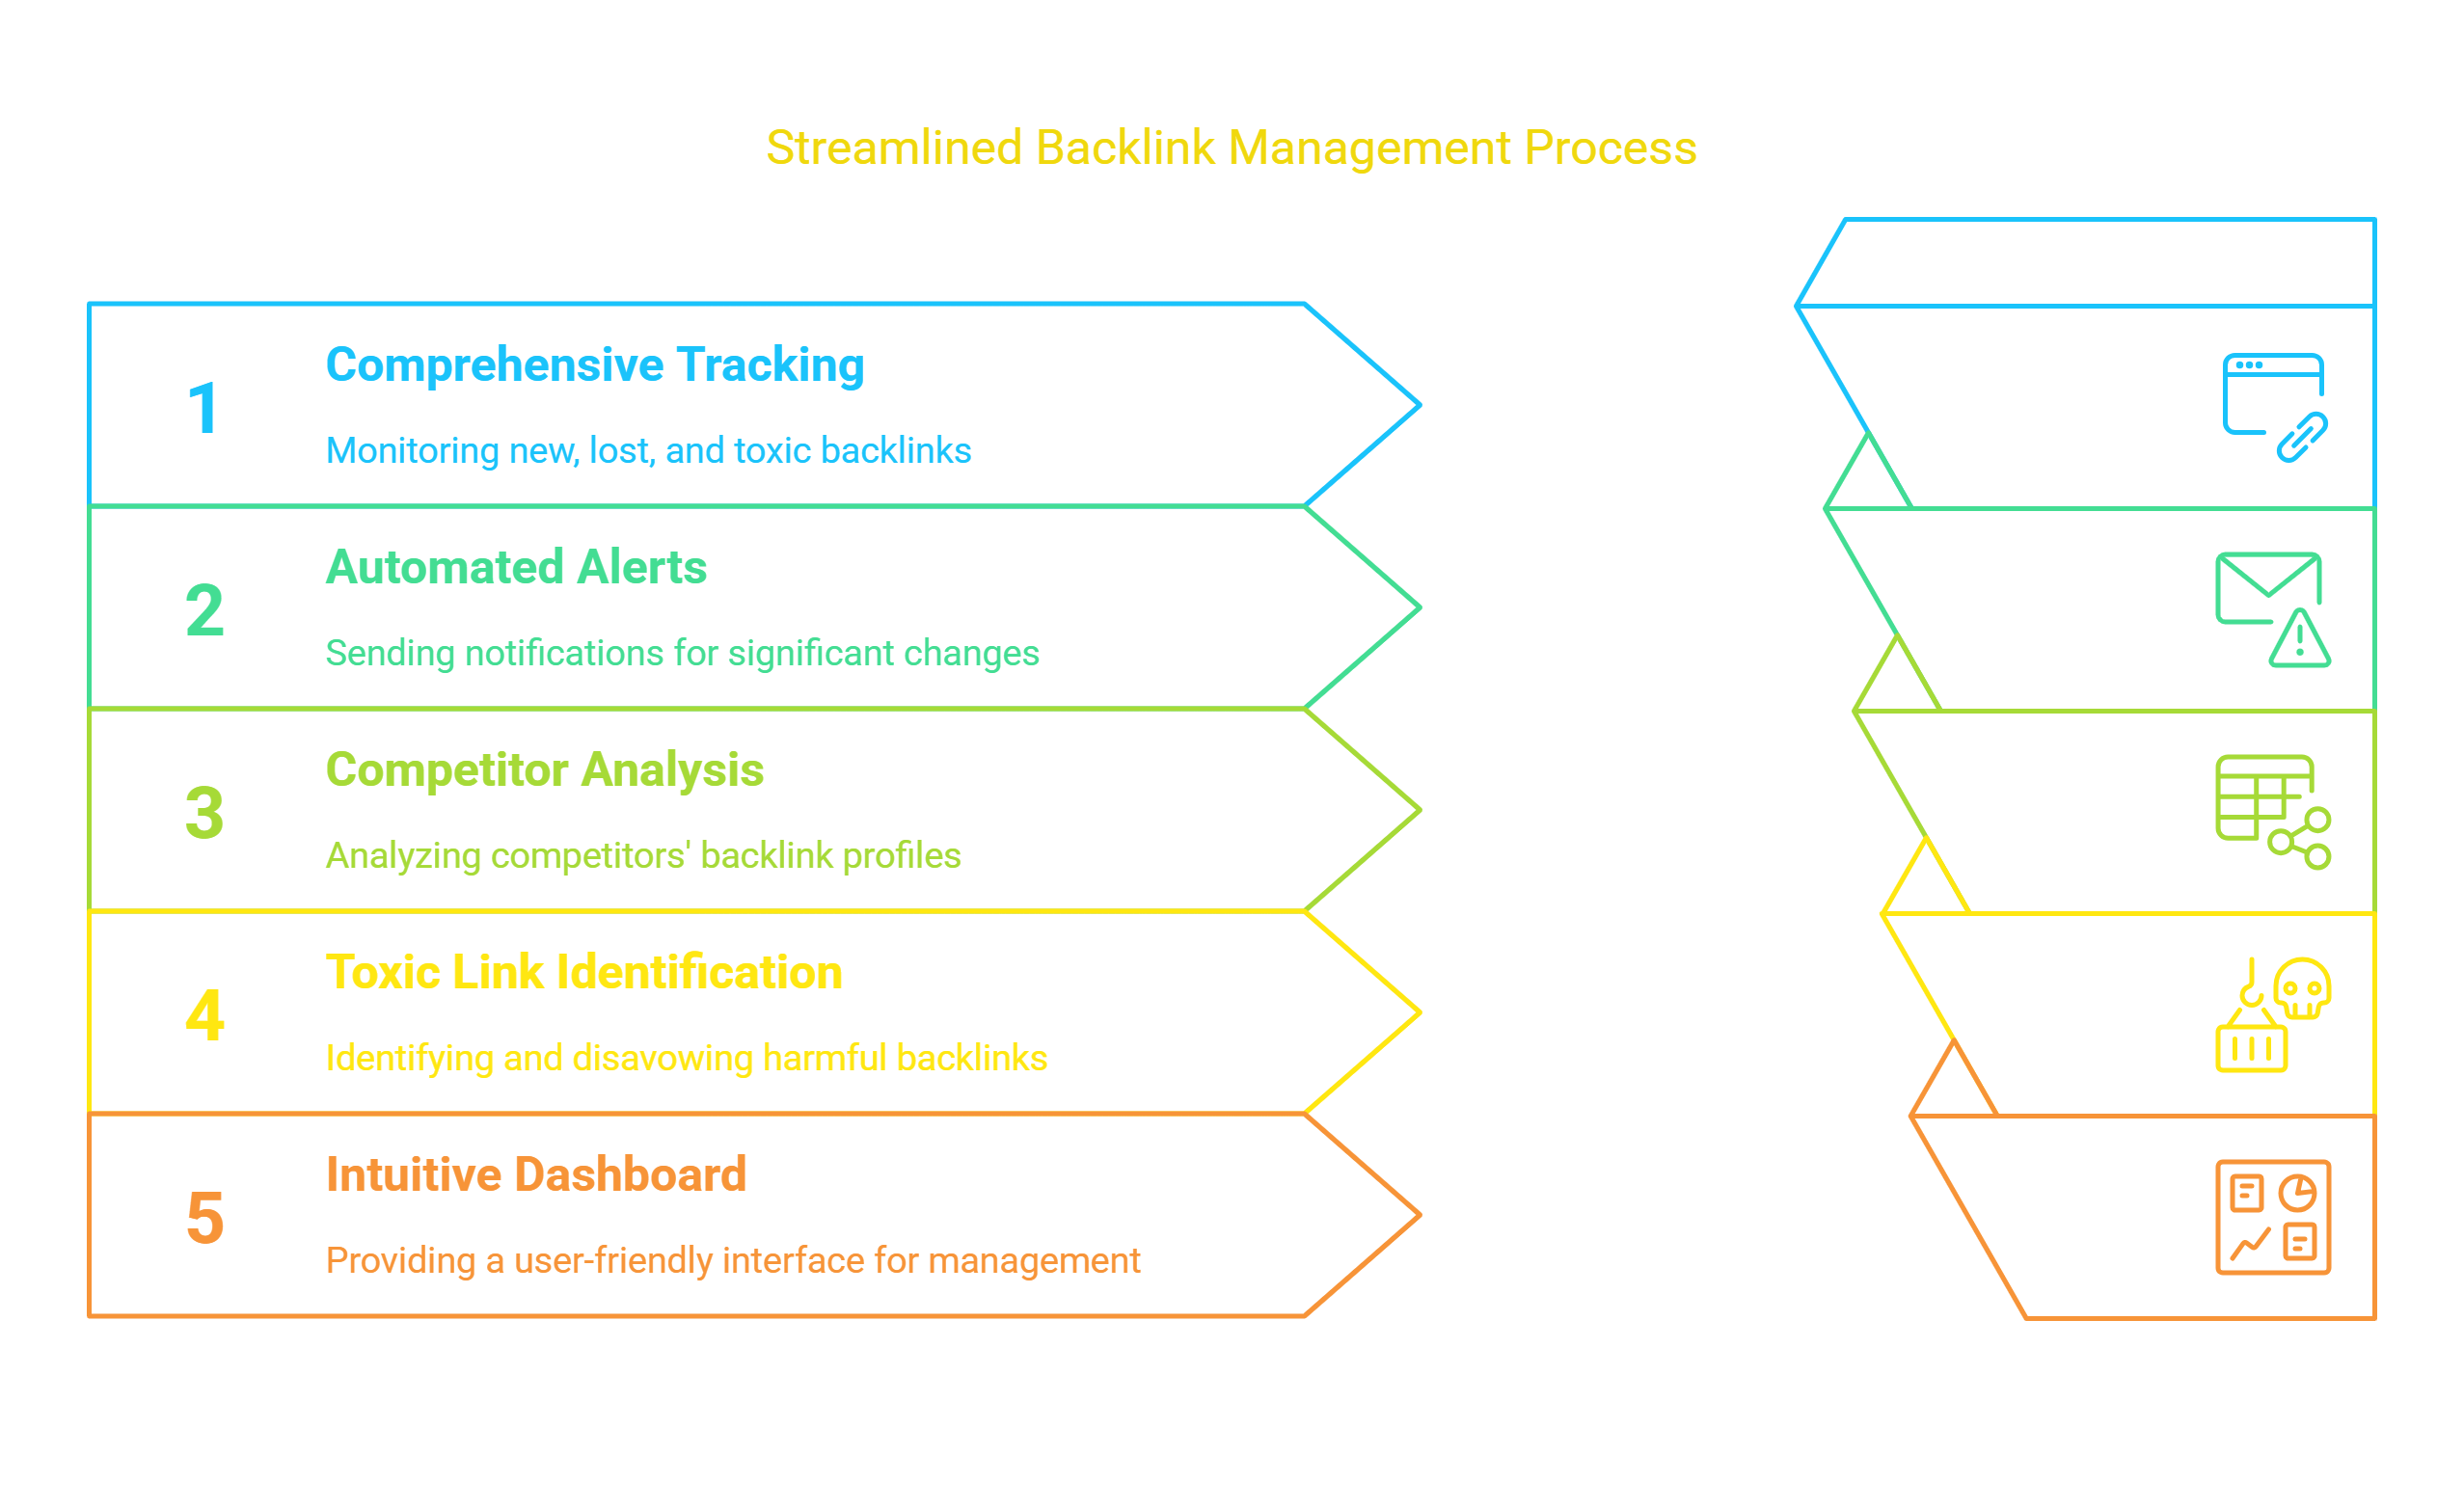 Streamlined Backlink Management Process
1
Comprehensive Tracking
Monitoring new, lost, and toxic backlinks
2
Automated Alerts
Sending notifications for significant changes
3
Competitor Analysis
Analyzing competitors' backlink profiles
4
Toxic Link Identification
Identifying and disavowing harmful backlinks
5
Intuitive Dashboard
Providing a user-friendly interface for management